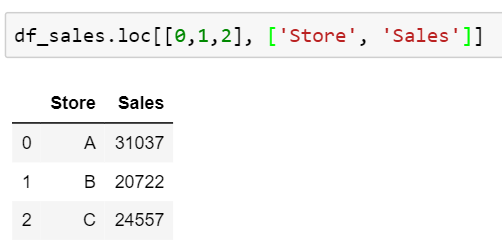 df_sales.loc[[0,1,2], ['Store', 'Sales']]
Store Sales
0 A 31037
1 B 20722
2 C 24557